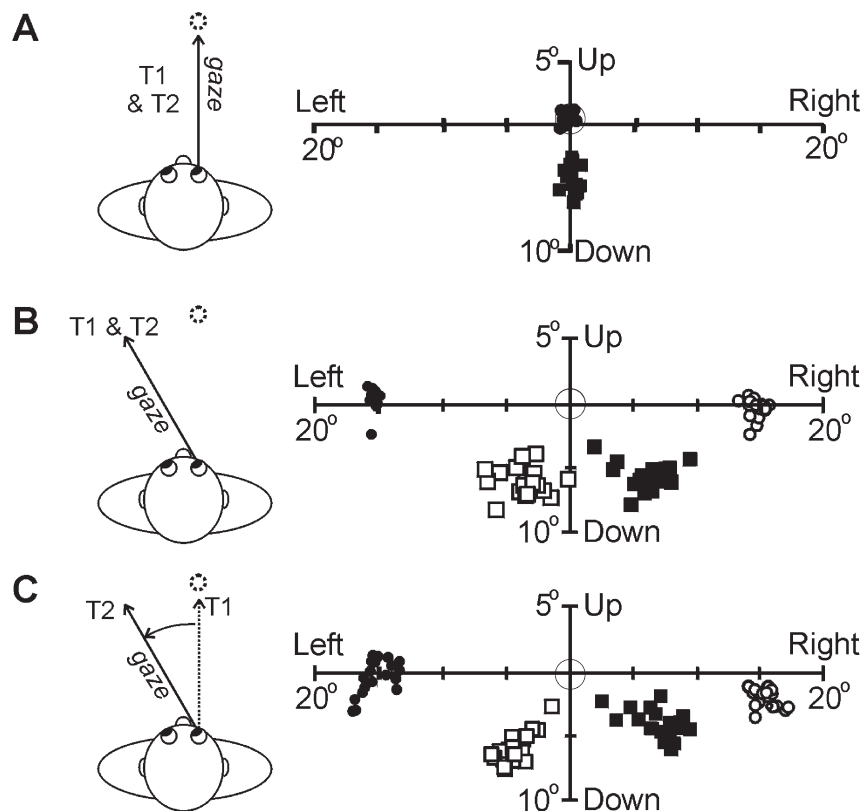 A
T1
& T2
gaze
5° Up
Left
Right
20°
20°
10° Down
B
T1 & T2
gaze
5° Up
Left
Right
20°
20°
10° Down
C
T2
T1
gaze
5° Up
Left
Right
20°
20°
10° Down